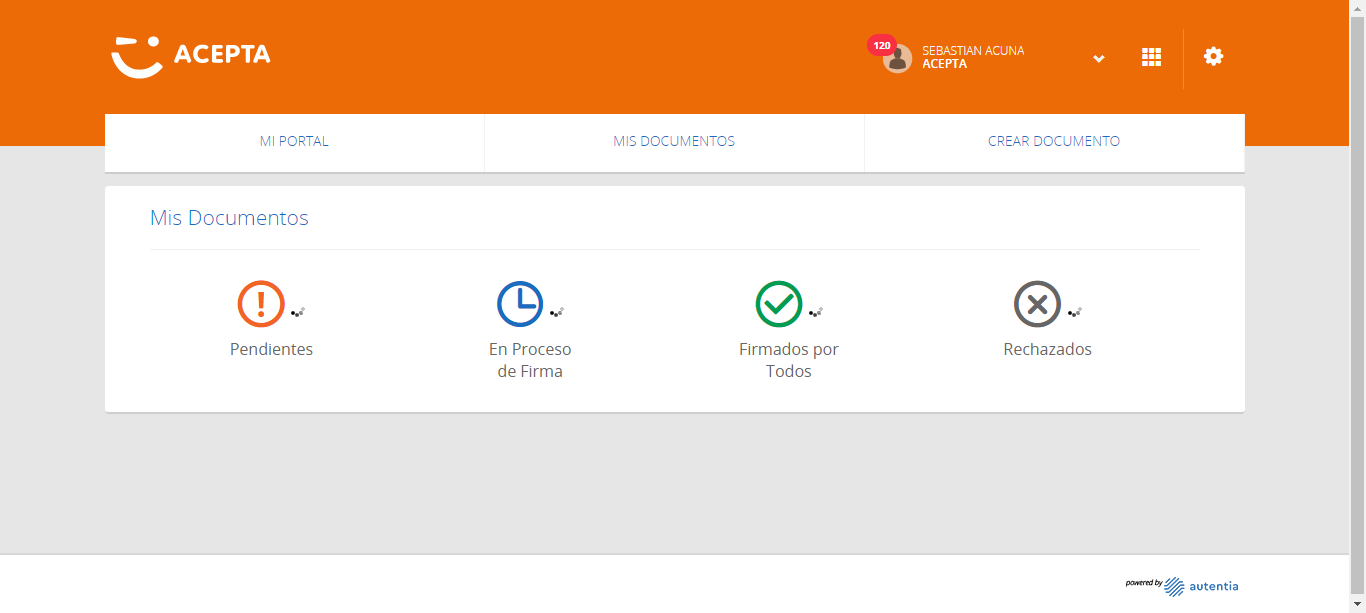 ACEPTA
120
SEBASTIAN ACUNA
ACEPTA
MI PORTAL
MIS DOCUMENTOS
CREAR DOCUMENTO
Mis Documentos
Pendientes
En Proceso
de Firma
Firmados por
Todos
Rechazados
powered by autentia